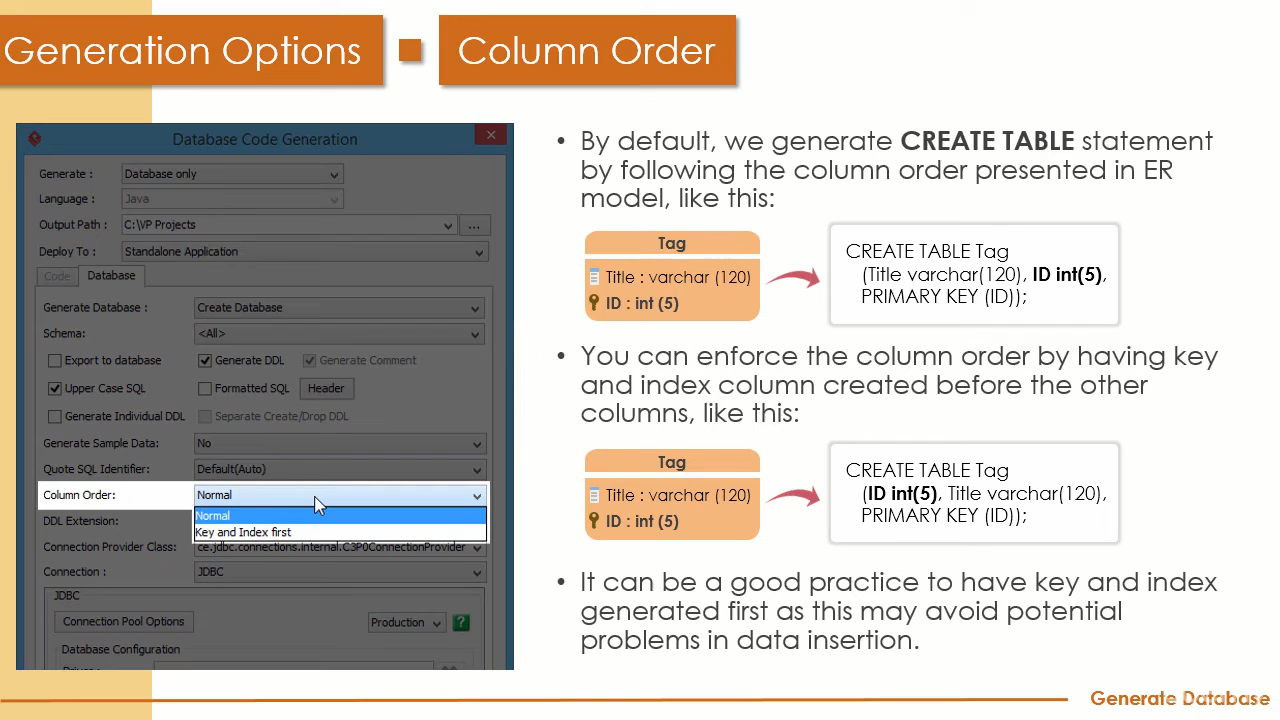 Generation Options
Column Order
Database Code Generation
Generate :
Database only
Language :
Java
Output Path :
C:\VP Projects
...
Deploy To :
Standalone Application
Code
Database
Generate Database:
Create Database
Schema:
<All>
Export to database
Generate DDL
Generate Comment
Upper Case SQL
Formatted SQL
Header
Generate Individual DDL
Separate Create/Drop DDL
Generate Sample Data:
No
Quote SQL Identifier:
Default(Auto)
Column Order:
Normal
Normal
Key and Index first
DDL Extension:
Connection Provider Class:
ce.jdbc.connections.internal.C3P0ConnectionProvider
Connection :
JDBC
JDBC
Connection Pool Options
Production
?
Database Configuration
• By default, we generate CREATE TABLE statement
by following the column order presented in ER
model, like this:
Tag
Title : varchar (120)
ID : int (5)
CREATE TABLE Tag
(Title varchar(120), ID int(5),
PRIMARY KEY (ID));
• You can enforce the column order by having key
and index column created before the other
columns, like this:
Tag
Title : varchar (120)
ID : int (5)
CREATE TABLE Tag
(ID int(5), Title varchar(120),
PRIMARY KEY (ID));
• It can be a good practice to have key and index
generated first as this may avoid potential
problems in data insertion.
Generate Database